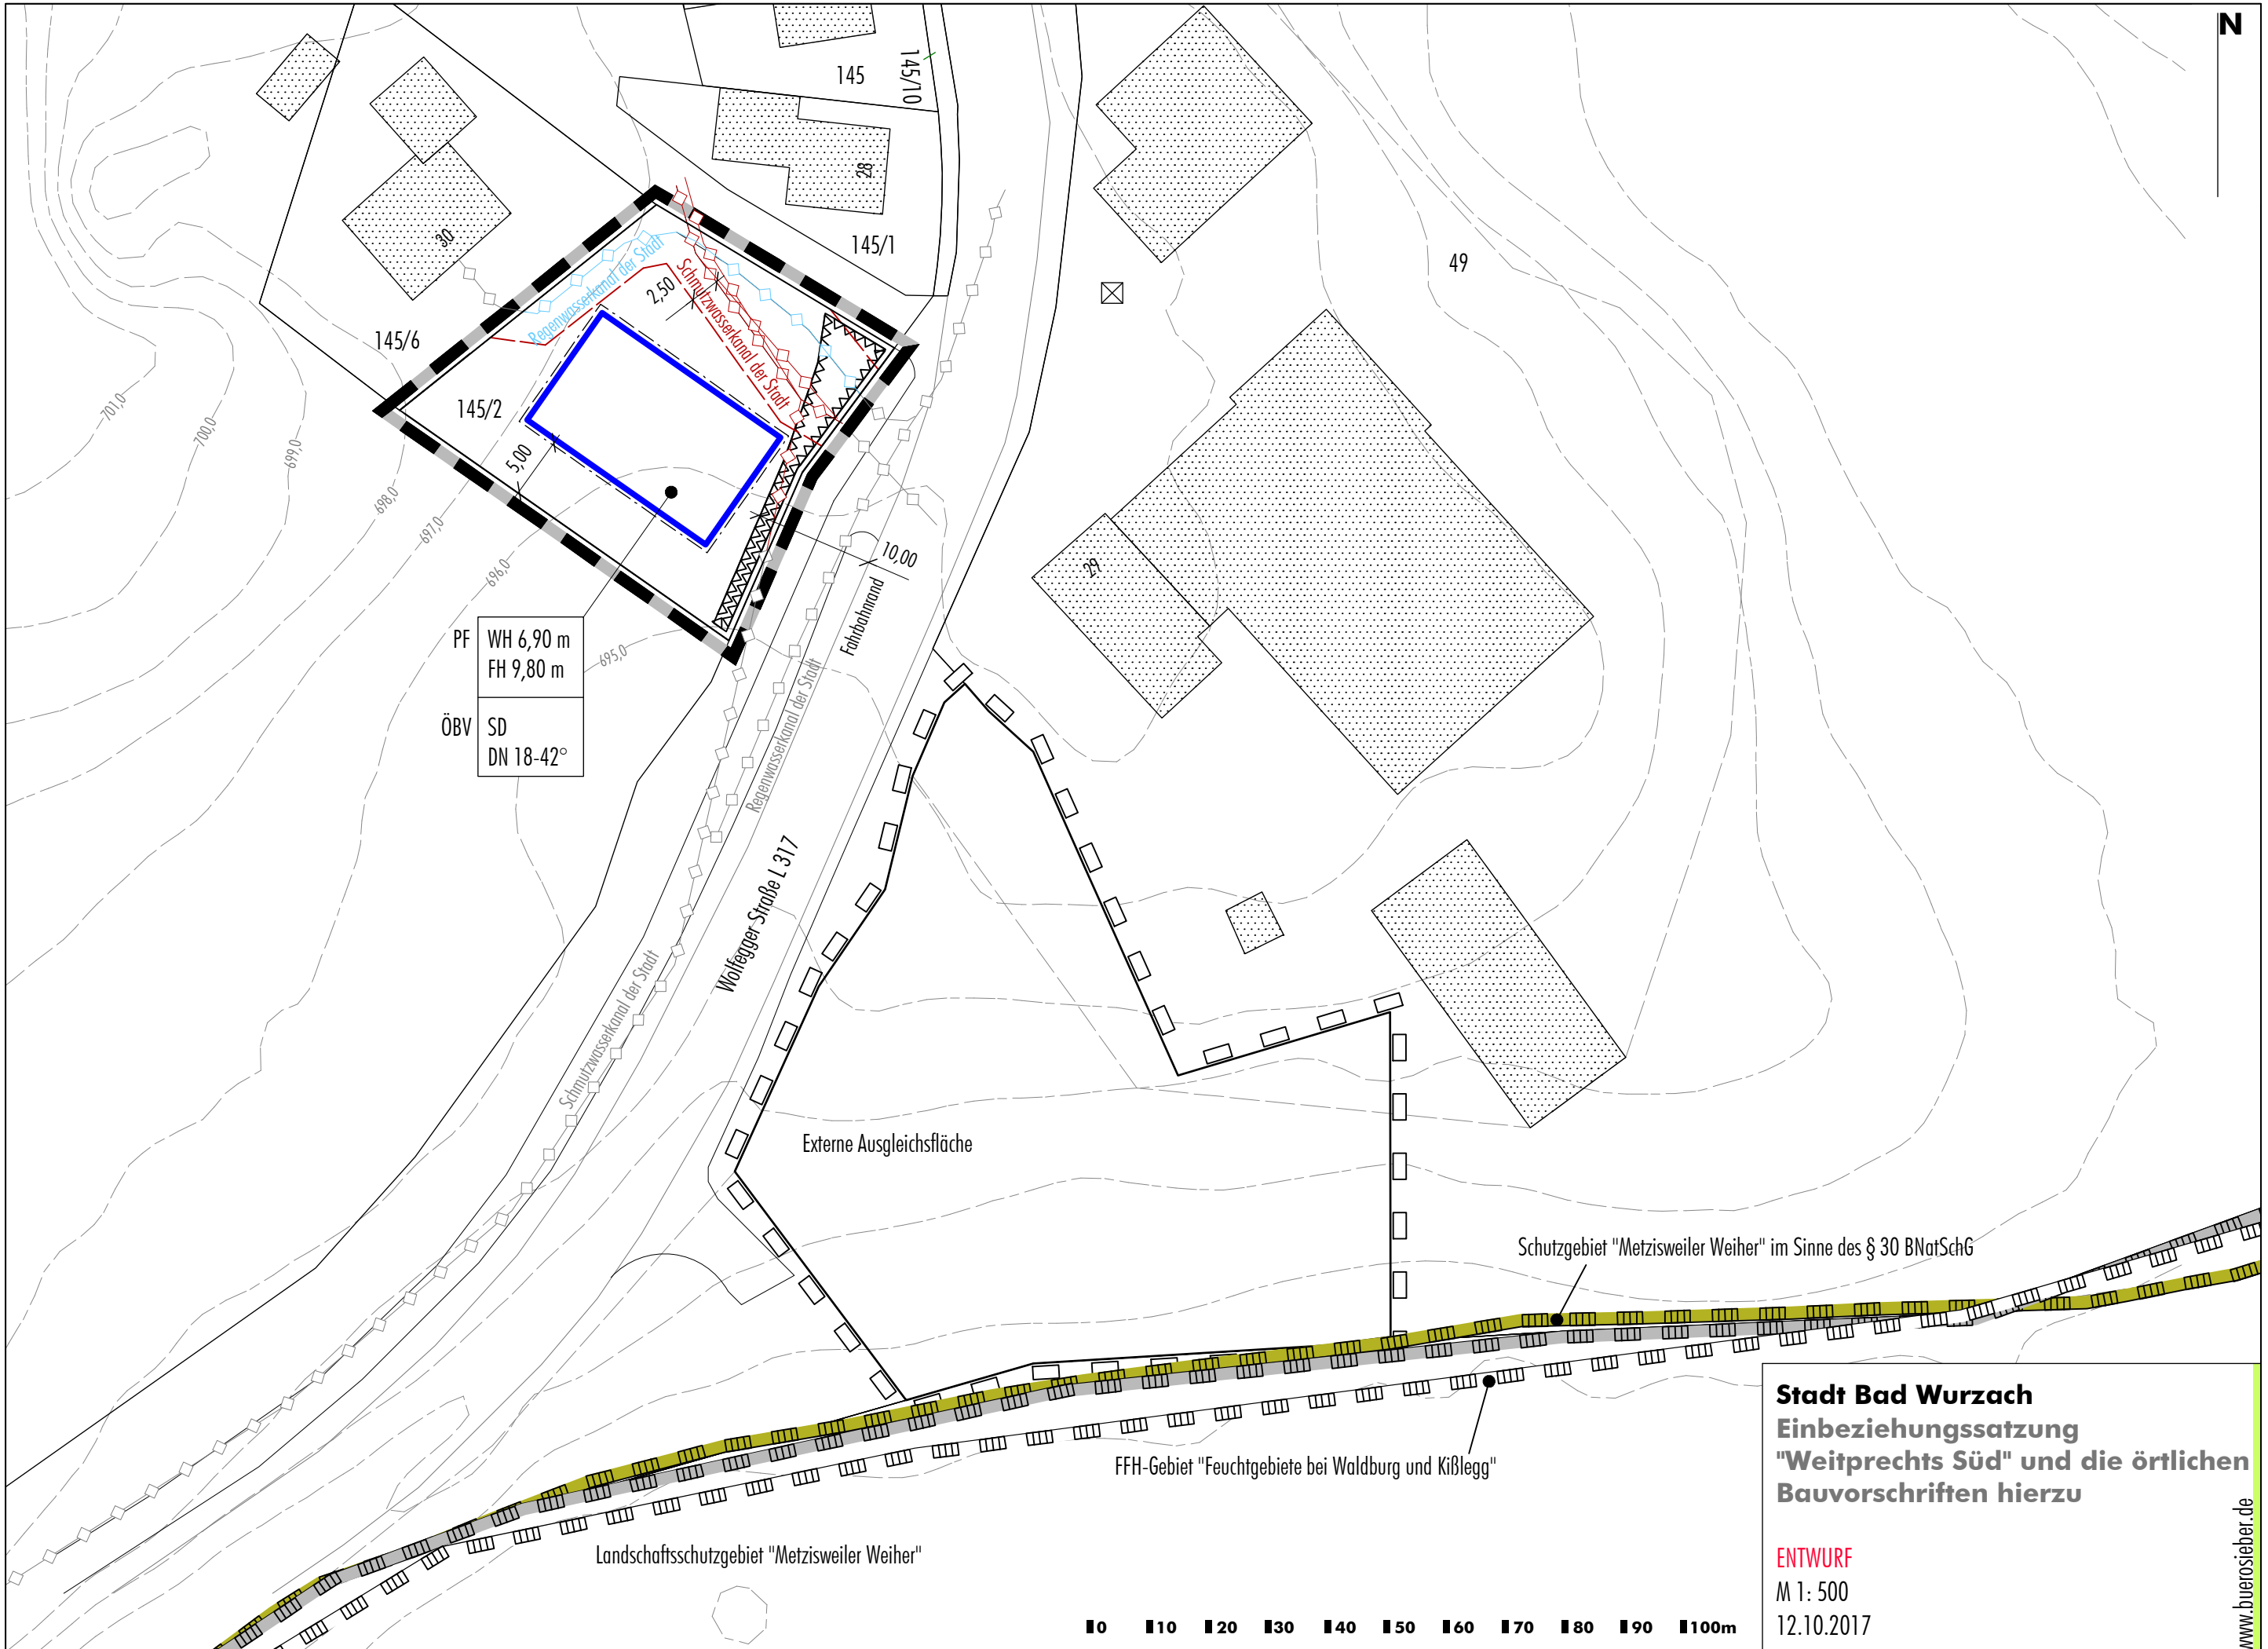 N
145
145/10
28
145/1
49
30
145/6
Regenwasserkanal der Stadt
Schmutzwasserkanal der Stadt
2,50
145/2
5,00
701,0
700,0
699,0
698,0
697,0
696,0
695,0
10,00
Fahrbahnrand
29
PF
WH 6,90 m
FH 9,80 m
ÖBV
SD
DN 18-42°
Regenwasserkanal der Stadt
Wolfegger Straße L 317
Schmutzwasserkanal der Stadt
Externe Ausgleichsfläche
Schutzgebiet "Metzisweiler Weiher" im Sinne des § 30 BNatSchG
FFH-Gebiet "Feuchtgebiete bei Waldburg und Kißlegg"
Landschaftsschutzgebiet "Metzisweiler Weiher"
0 10 20 30 40 50 60 70 80 90 100m
Stadt Bad Wurzach
Einbeziehungssatzung
"Weitprechts Süd" und die örtlichen
Bauvorschriften hierzu
ENTWURF
M 1: 500
12.10.2017
www.buerosieber.de